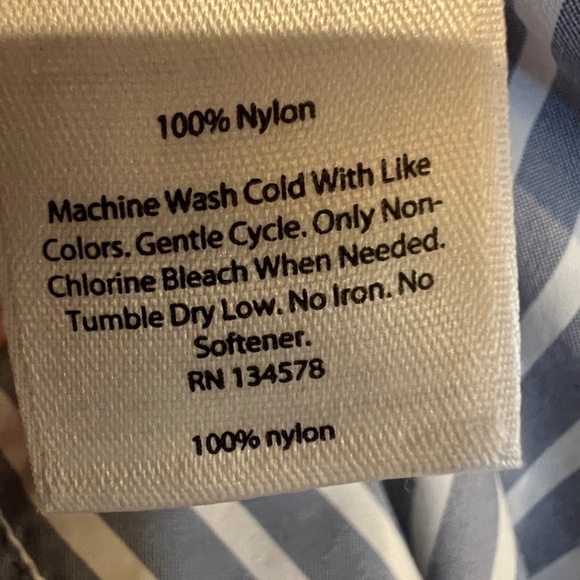 100% Nylon
Machine Wash Cold With Like
Colors. Gentle Cycle. Only Non-
Chlorine Bleach When Needed.
Tumble Dry Low. No Iron. No
Softener.
RN 134578
100% nylon